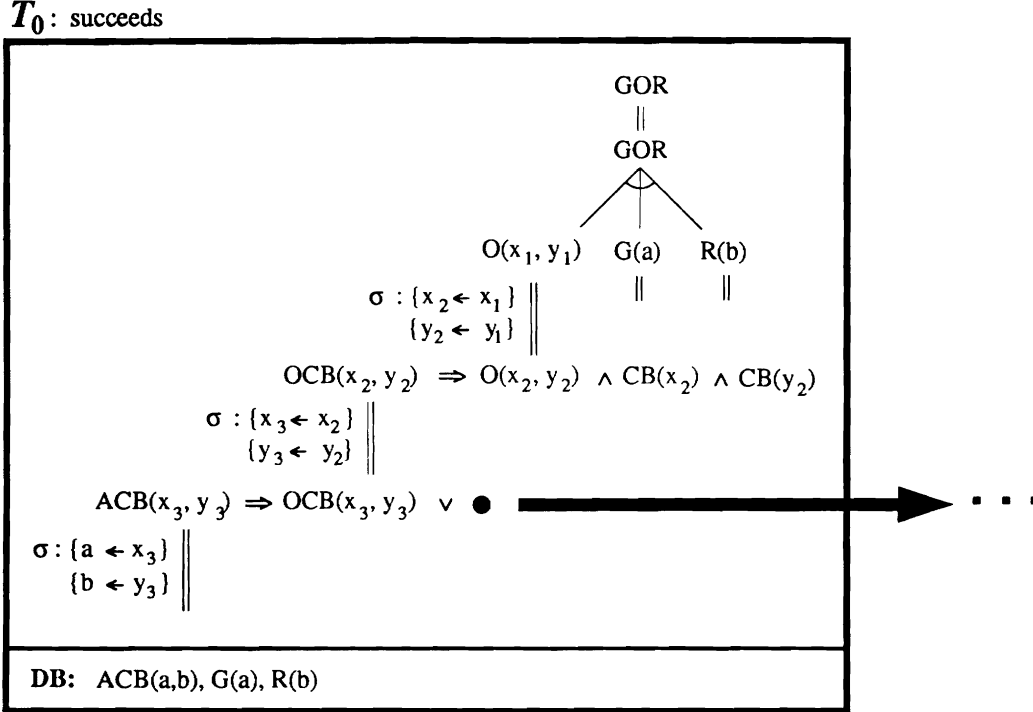 T₀: succeeds
GOR
GOR
O(x₁, y₁) G(a) R(b)
σ : {x₂ ← x₁}
{y₂ ← y₁}
OCB(x₂, y₂) ⇒ O(x₂, y₂) ∧ CB(x₂) ∧ CB(y₂)
σ : {x₃ ← x₂}
{y₃ ← y₂}
ACB(x₃, y₃) ⇒ OCB(x₃, y₃) ∨ ● . . .
σ : {a ← x₃}
{b ← y₃}
DB: ACB(a,b), G(a), R(b)